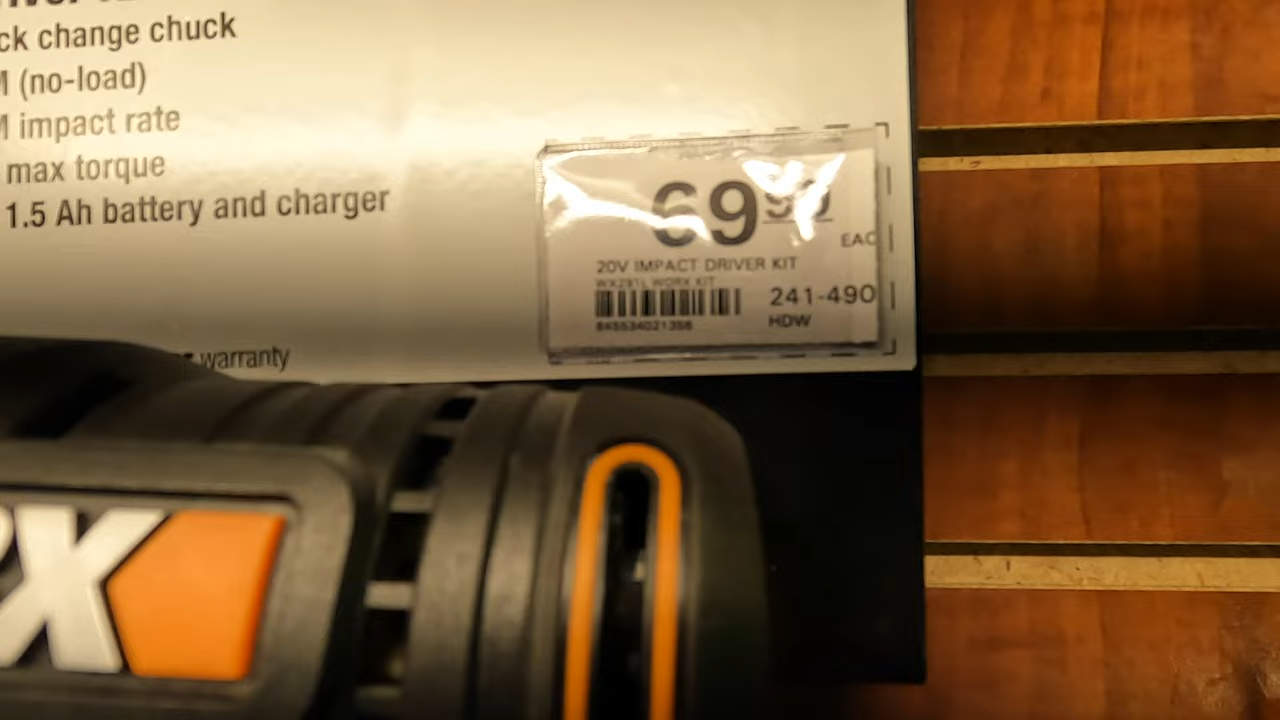 ck change chuck
M (no-load)
M impact rate
max torque
1.5 Ah battery and charger
warranty
69
EAC
20V IMPACT DRIVER KIT
WX291L WORX KIT
241-490
845534021356
HDW
RX